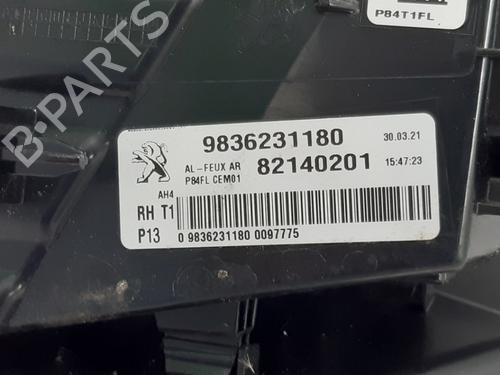 P84T1FL
B-PARTS
9836231180
30.03.21
AL-FEUX AR
82140201
15:47:23
P84FL CEM01
AH4
RH T1
P13
0 9836231180 0097775